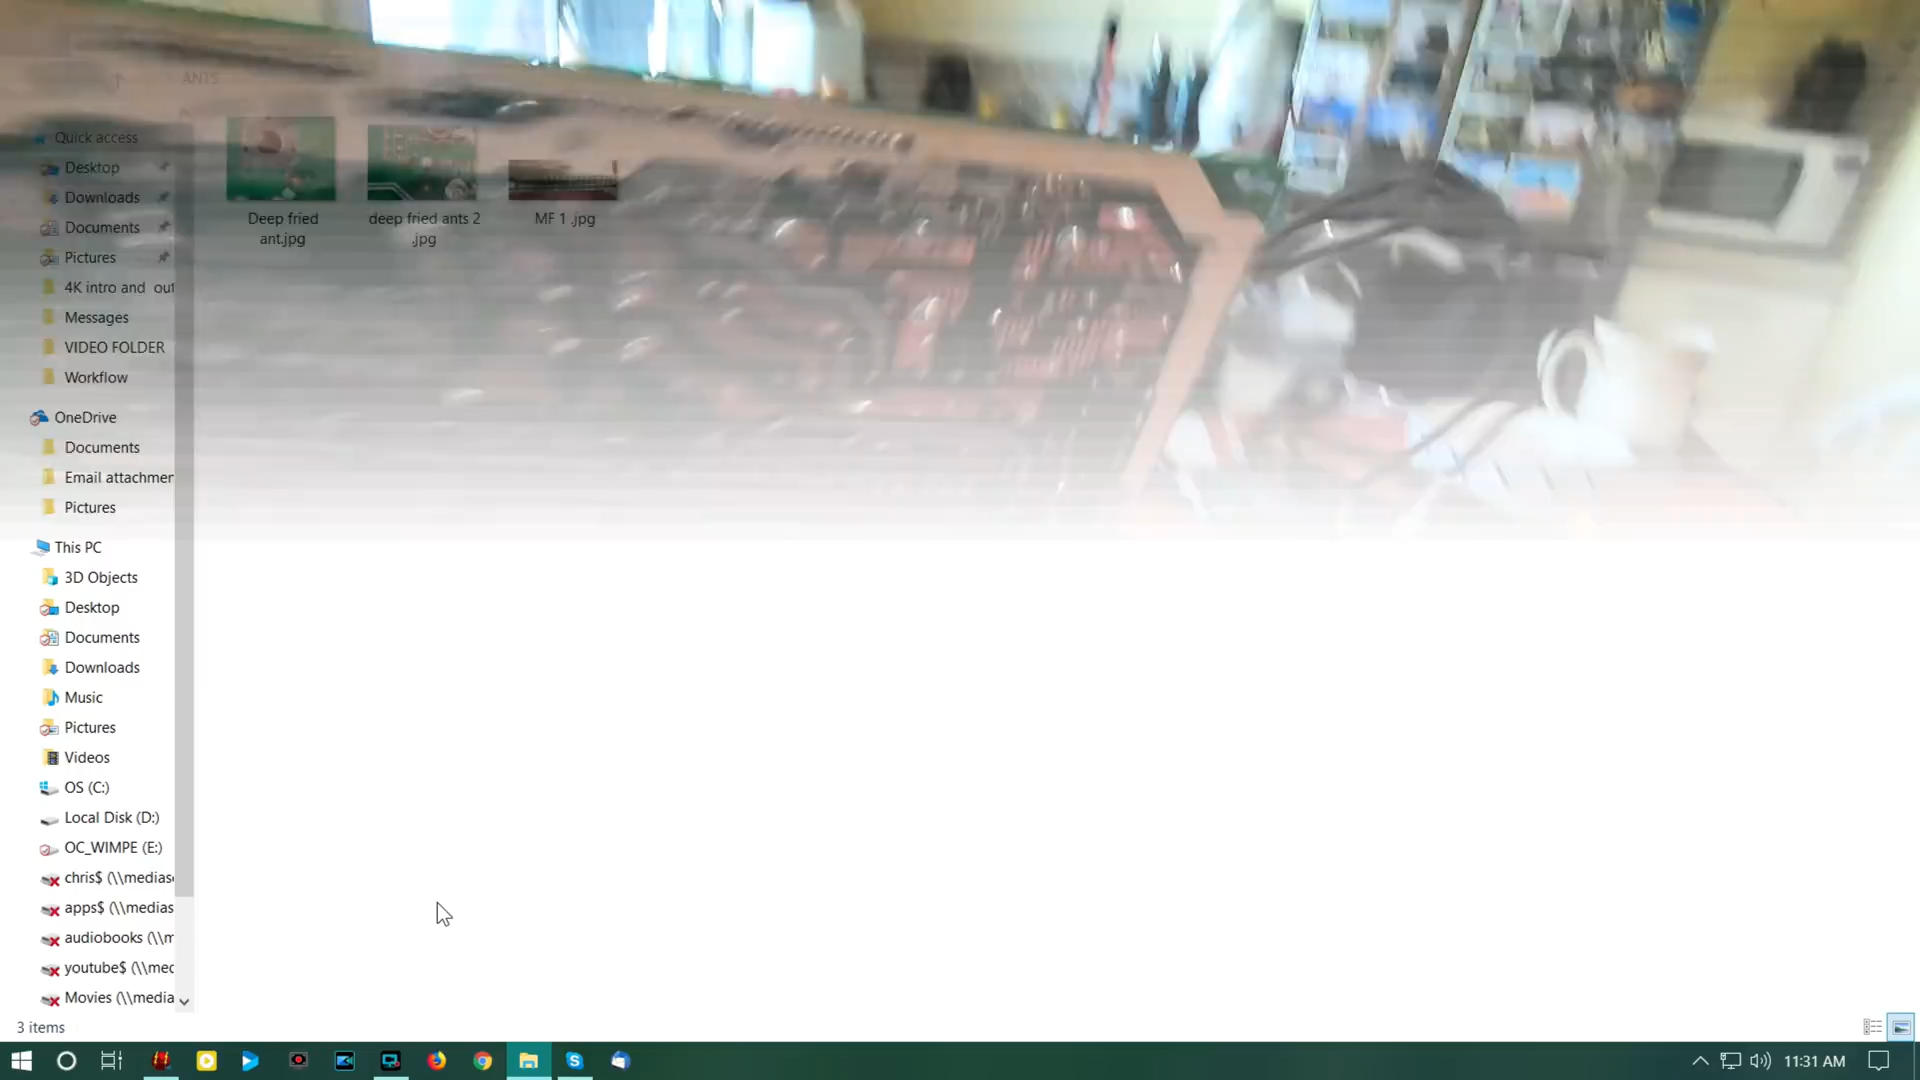 ANTS
Quick access
Desktop
Downloads
Documents
Pictures
4K intro and out
Messages
VIDEO FOLDER
Workflow
OneDrive
Documents
Email attachmen
Pictures
This PC
3D Objects
Desktop
Documents
Downloads
Music
Pictures
Videos
OS (C:)
Local Disk (D:)
OC_WIMPE (E:)
chris$ (\\medias
apps$ (\\medias
audiobooks (\\m
youtube$ (\\med
Movies (\\media
Deep fried
ant.jpg
deep fried ants 2
.jpg
MF 1 .jpg
3 items
11:31 AM